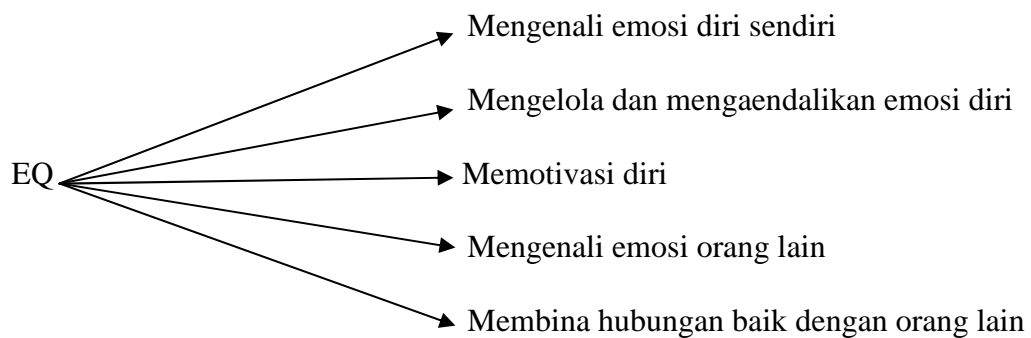 Mengenali emosi diri sendiri
Mengelola dan mengaendalikan emosi diri
EQ
Memotivasi diri
Mengenali emosi orang lain
Membina hubungan baik dengan orang lain